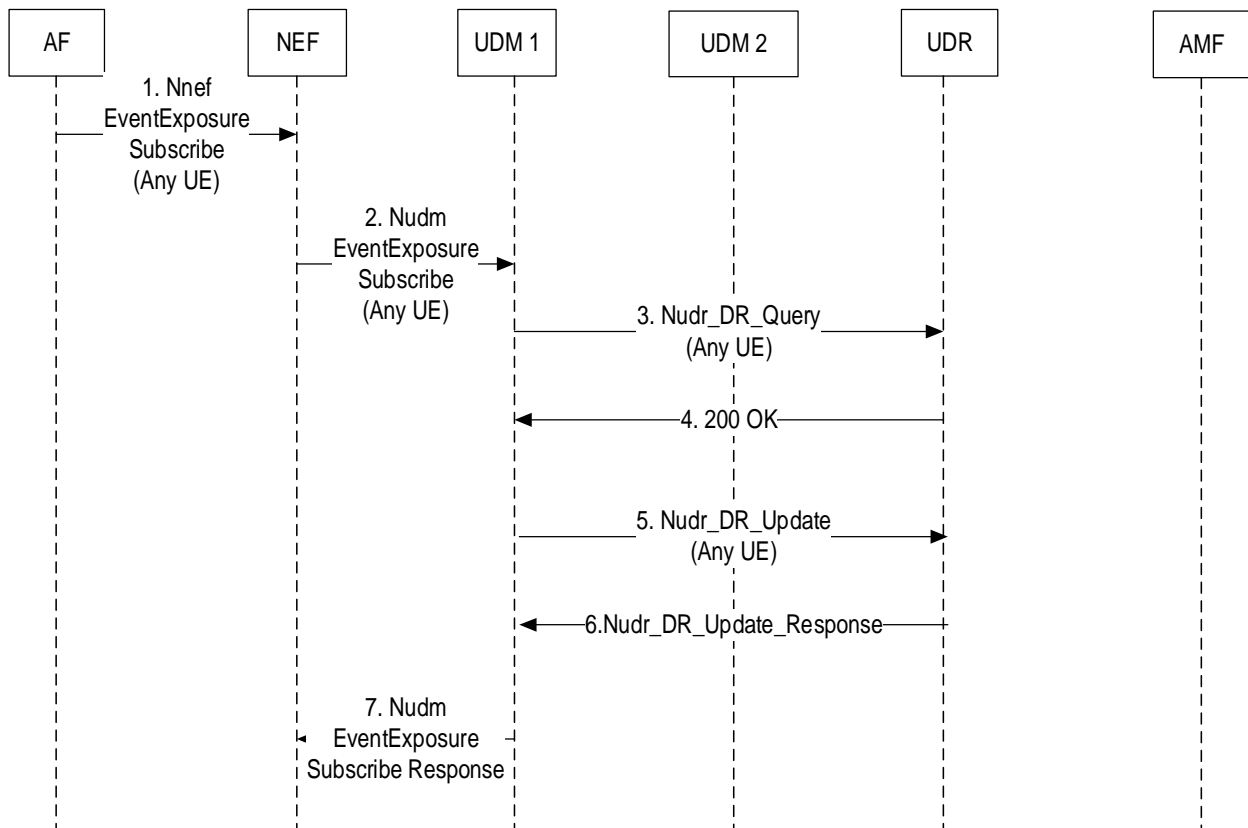 AF
NEF
UDM 1
UDM 2
UDR
AMF
1. Nnef
EventExposure
Subscribe
(Any UE)
2. Nudm
EventExposure
Subscribe
(Any UE)
3. Nudr_DR_Query
(Any UE)
4. 200 OK
5. Nudr_DR_Update
(Any UE)
6.Nudr_DR_Update_Response
7. Nudm
EventExposure
Subscribe Response